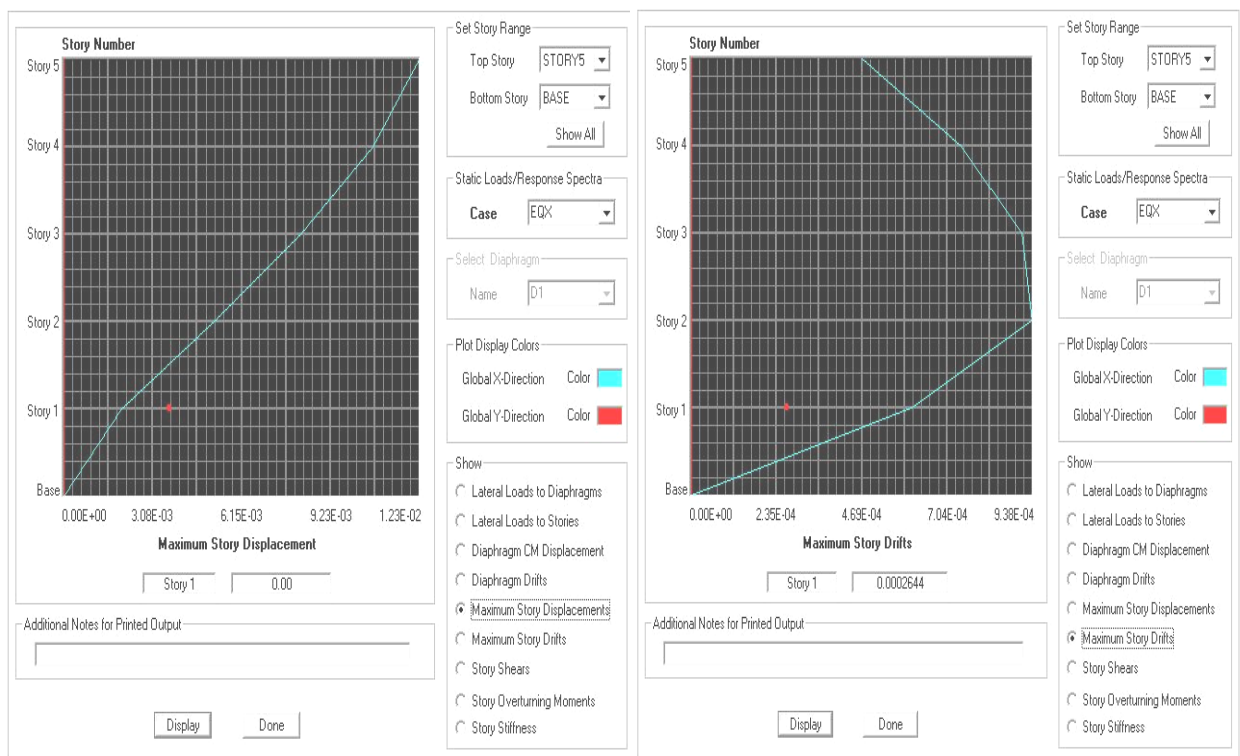 Story Number
Story 5
Story 4
Story 3
Story 2
Story 1
Base
0.00E+00 3.08E-03 6.15E-03 9.23E-03 1.23E-02
Maximum Story Displacement
Story 1 0.00
Additional Notes for Printed Output
Display Done
Set Story Range
Top Story STORY5
Bottom Story BASE
Show All
Static Loads/Response Spectra
Case EQX
Select Diaphragm
Name D1
Plot Display Colors
Global X-Direction Color
Global Y-Direction Color
Show
Lateral Loads to Diaphragms
Lateral Loads to Stories
Diaphragm CM Displacement
Diaphragm Drifts
Maximum Story Displacements
Maximum Story Drifts
Story Shears
Story Overturning Moments
Story Stiffness
Story Number
Story 5
Story 4
Story 3
Story 2
Story 1
Base
0.00E+00 2.35E-04 4.69E-04 7.04E-04 9.38E-04
Maximum Story Drifts
Story 1 0.0002644
Additional Notes for Printed Output
Display Done
Set Story Range
Top Story STORY5
Bottom Story BASE
Show All
Static Loads/Response Spectra
Case EQX
Select Diaphragm
Name D1
Plot Display Colors
Global X-Direction Color
Global Y-Direction Color
Show
Lateral Loads to Diaphragms
Lateral Loads to Stories
Diaphragm CM Displacement
Diaphragm Drifts
Maximum Story Displacements
Maximum Story Drifts
Story Shears
Story Overturning Moments
Story Stiffness